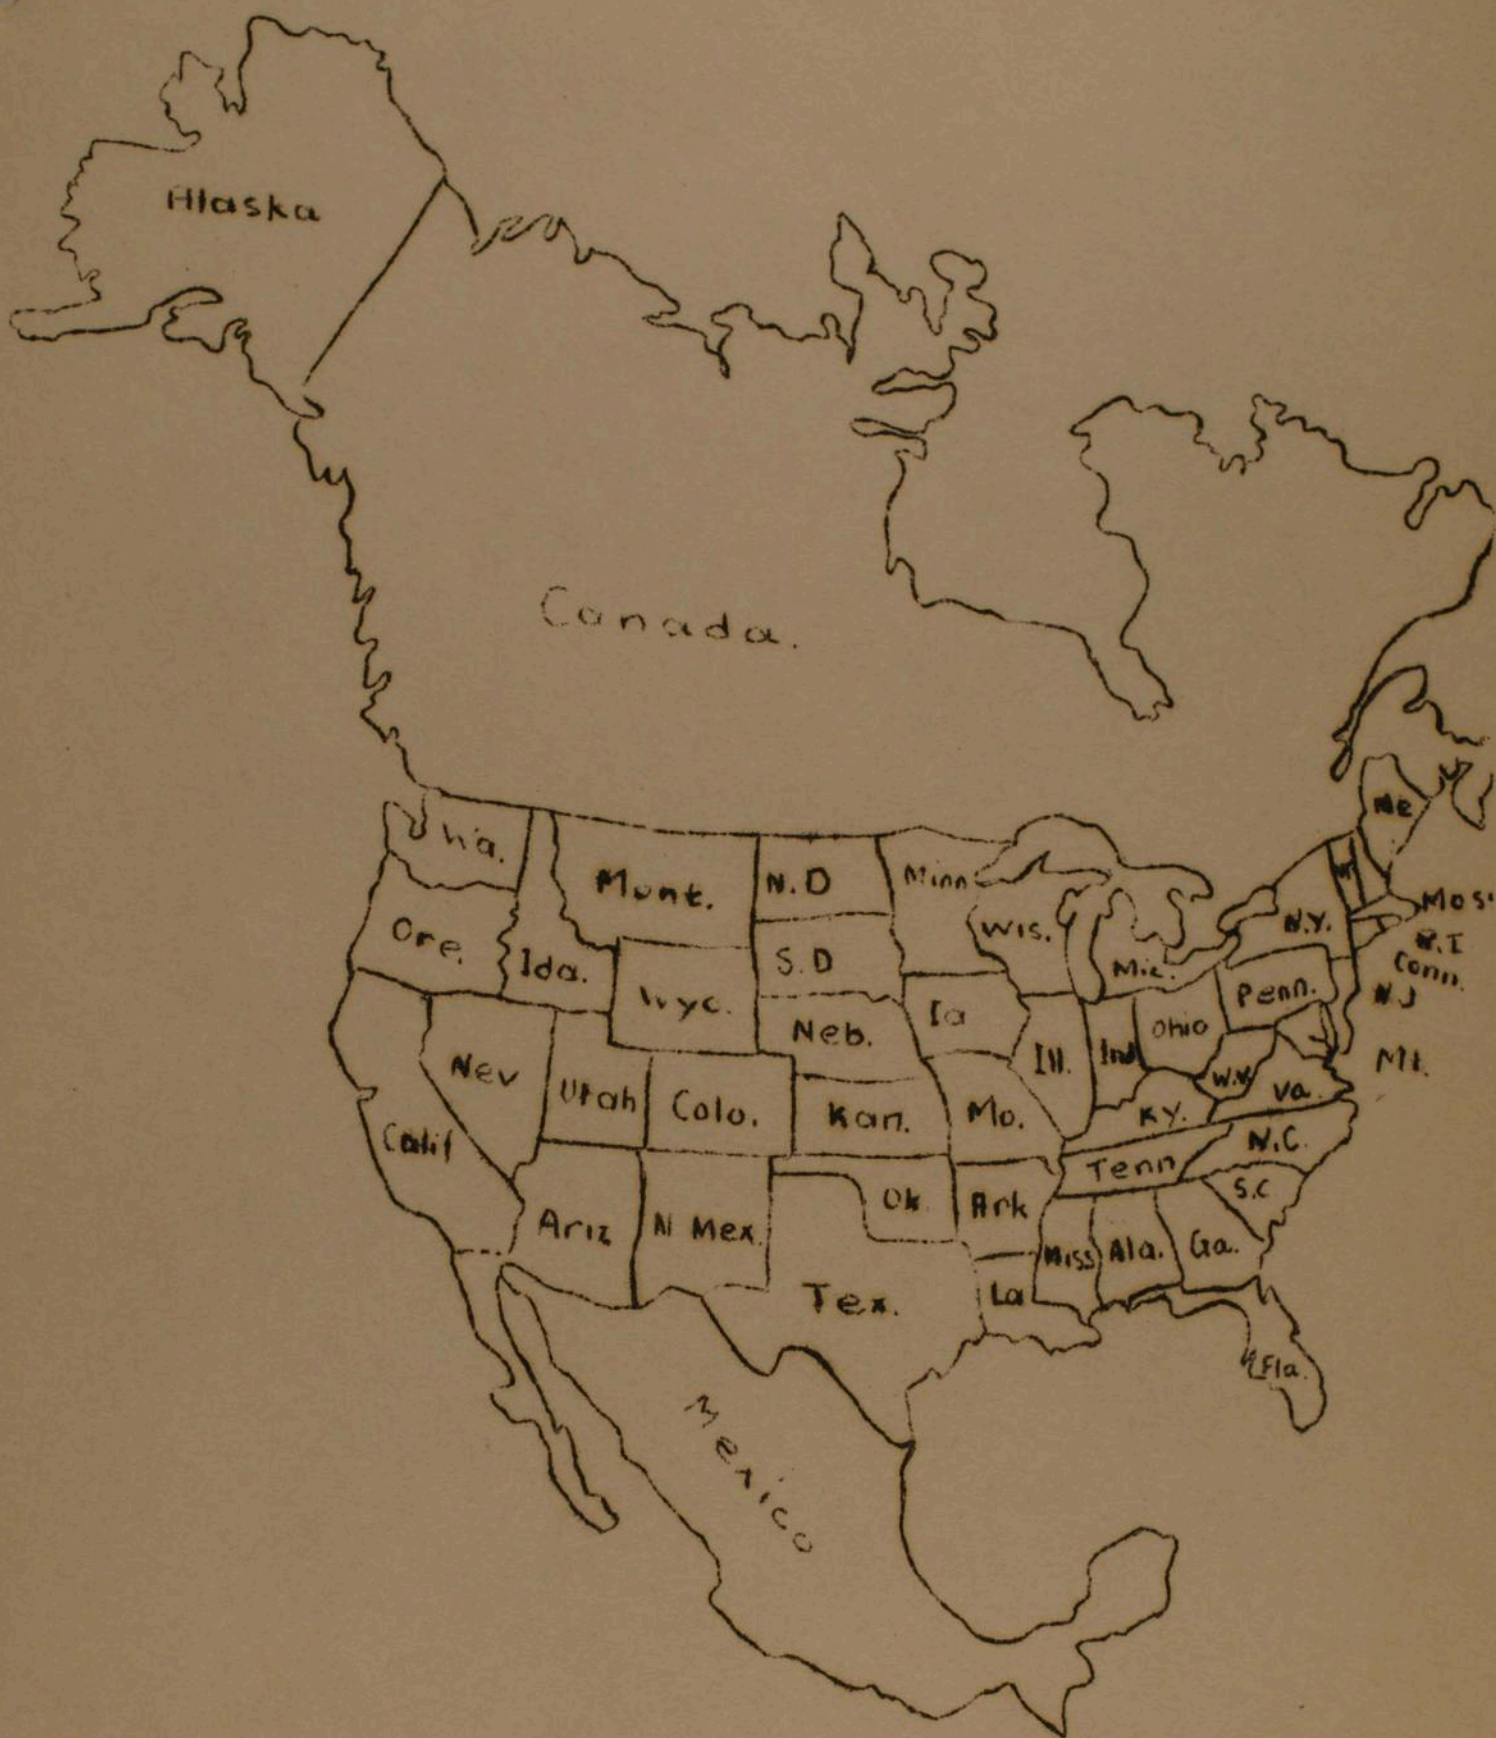 Alaska
Canada.
Me
Wa.
Mont.
N.D
Minn
Wis.
Mos.
N.Y.
Ore.
Ida.
S.D
Mic.
R.I
Conn.
Penn.
N J
Wyo.
Ia
Neb.
Ohio
Nev
Ill.
Ind
Md.
W.V.
Va.
Utah
Colo.
Kan.
Mo.
Ky.
Calif
N.C.
Tenn
S.C
Ariz
N Mex.
Ok.
Ark
Miss
Ala.
Ga.
Tex.
La
Fla.
Mexico